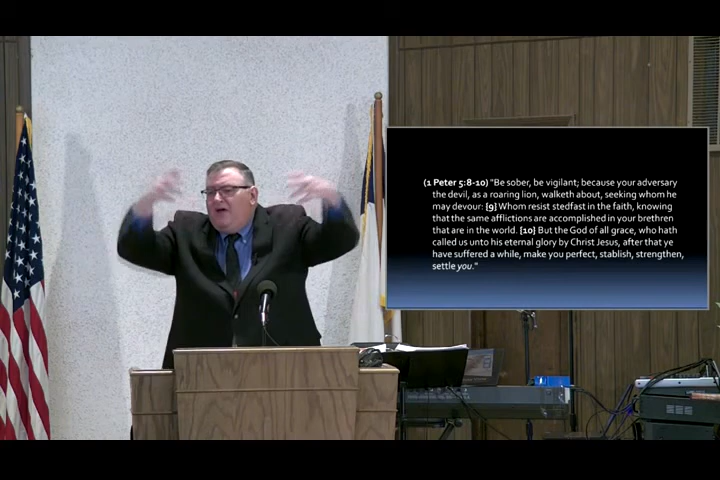 (1 Peter 5:8-10) "Be sober, be vigilant; because your adversary
the devil, as a roaring lion, walketh about, seeking whom he
may devour: [9] Whom resist stedfast in the faith, knowing
that the same afflictions are accomplished in your brethren
that are in the world. [10] But the God of all grace, who hath
called us unto his eternal glory by Christ Jesus, after that ye
have suffered a while, make you perfect, stablish, strengthen,
settle you."